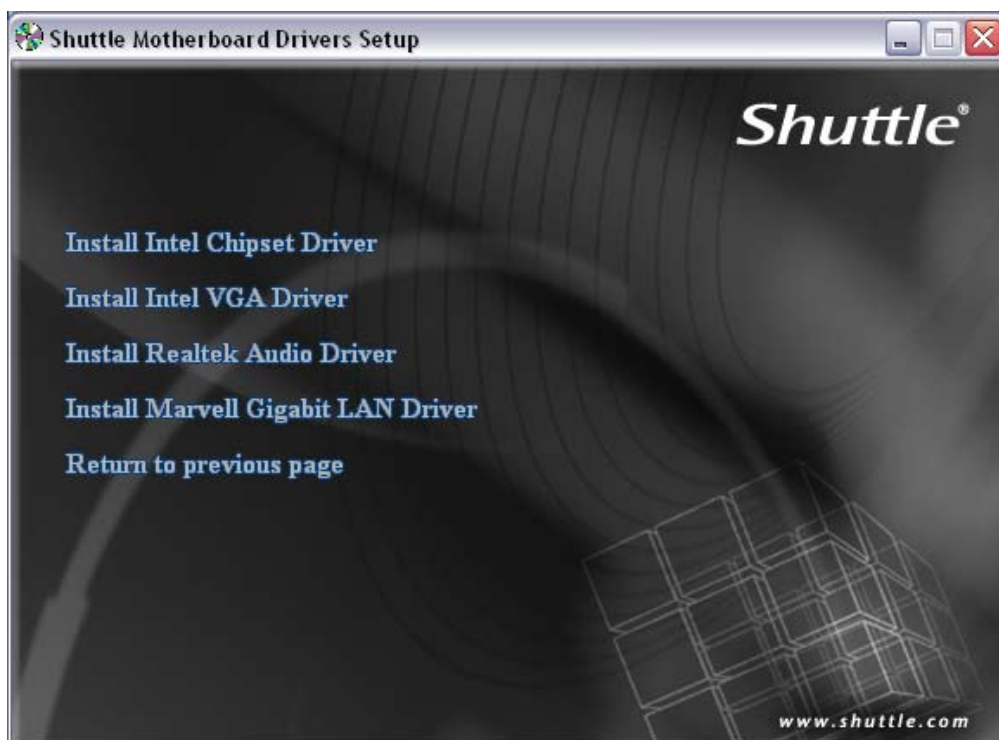 Shuttle Motherboard Drivers Setup
Shuttle®
Install Intel Chipset Driver
Install Intel VGA Driver
Install Realtek Audio Driver
Install Marvell Gigabit LAN Driver
Return to previous page
www.shuttle.com